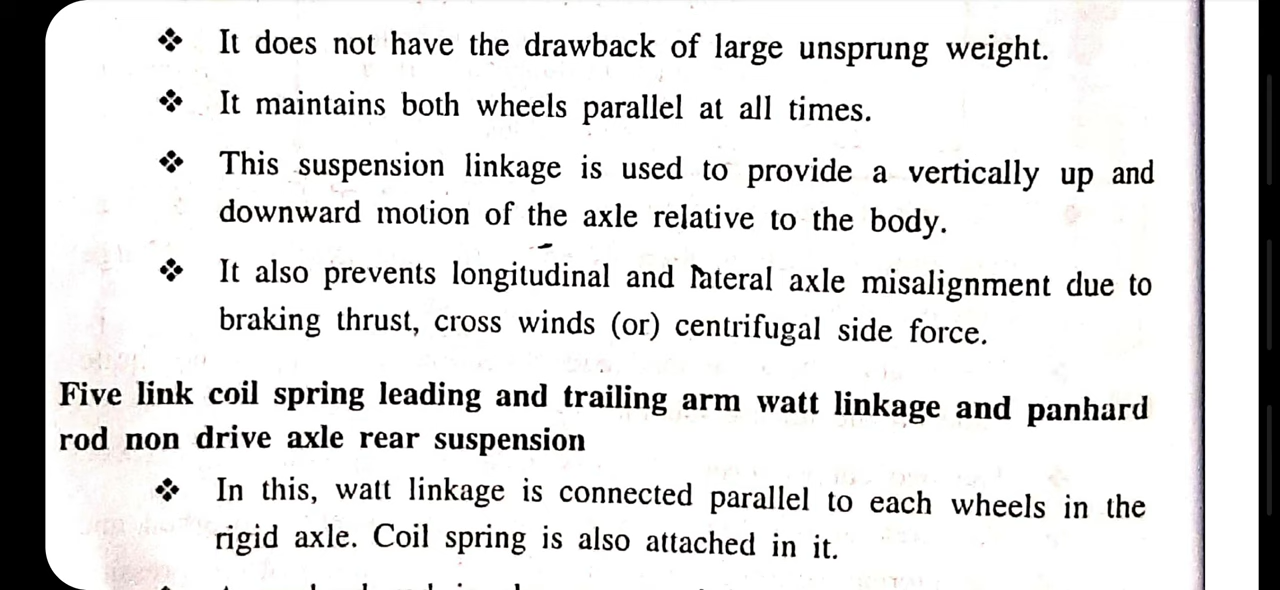 ❖ It does not have the drawback of large unsprung weight.
❖ It maintains both wheels parallel at all times.
❖ This suspension linkage is used to provide a vertically up and
downward motion of the axle relative to the body.
❖ It also prevents longitudinal and lateral axle misalignment due to
braking thrust, cross winds (or) centrifugal side force.
Five link coil spring leading and trailing arm watt linkage and panhard
rod non drive axle rear suspension
❖ In this, watt linkage is connected parallel to each wheels in the
rigid axle. Coil spring is also attached in it.